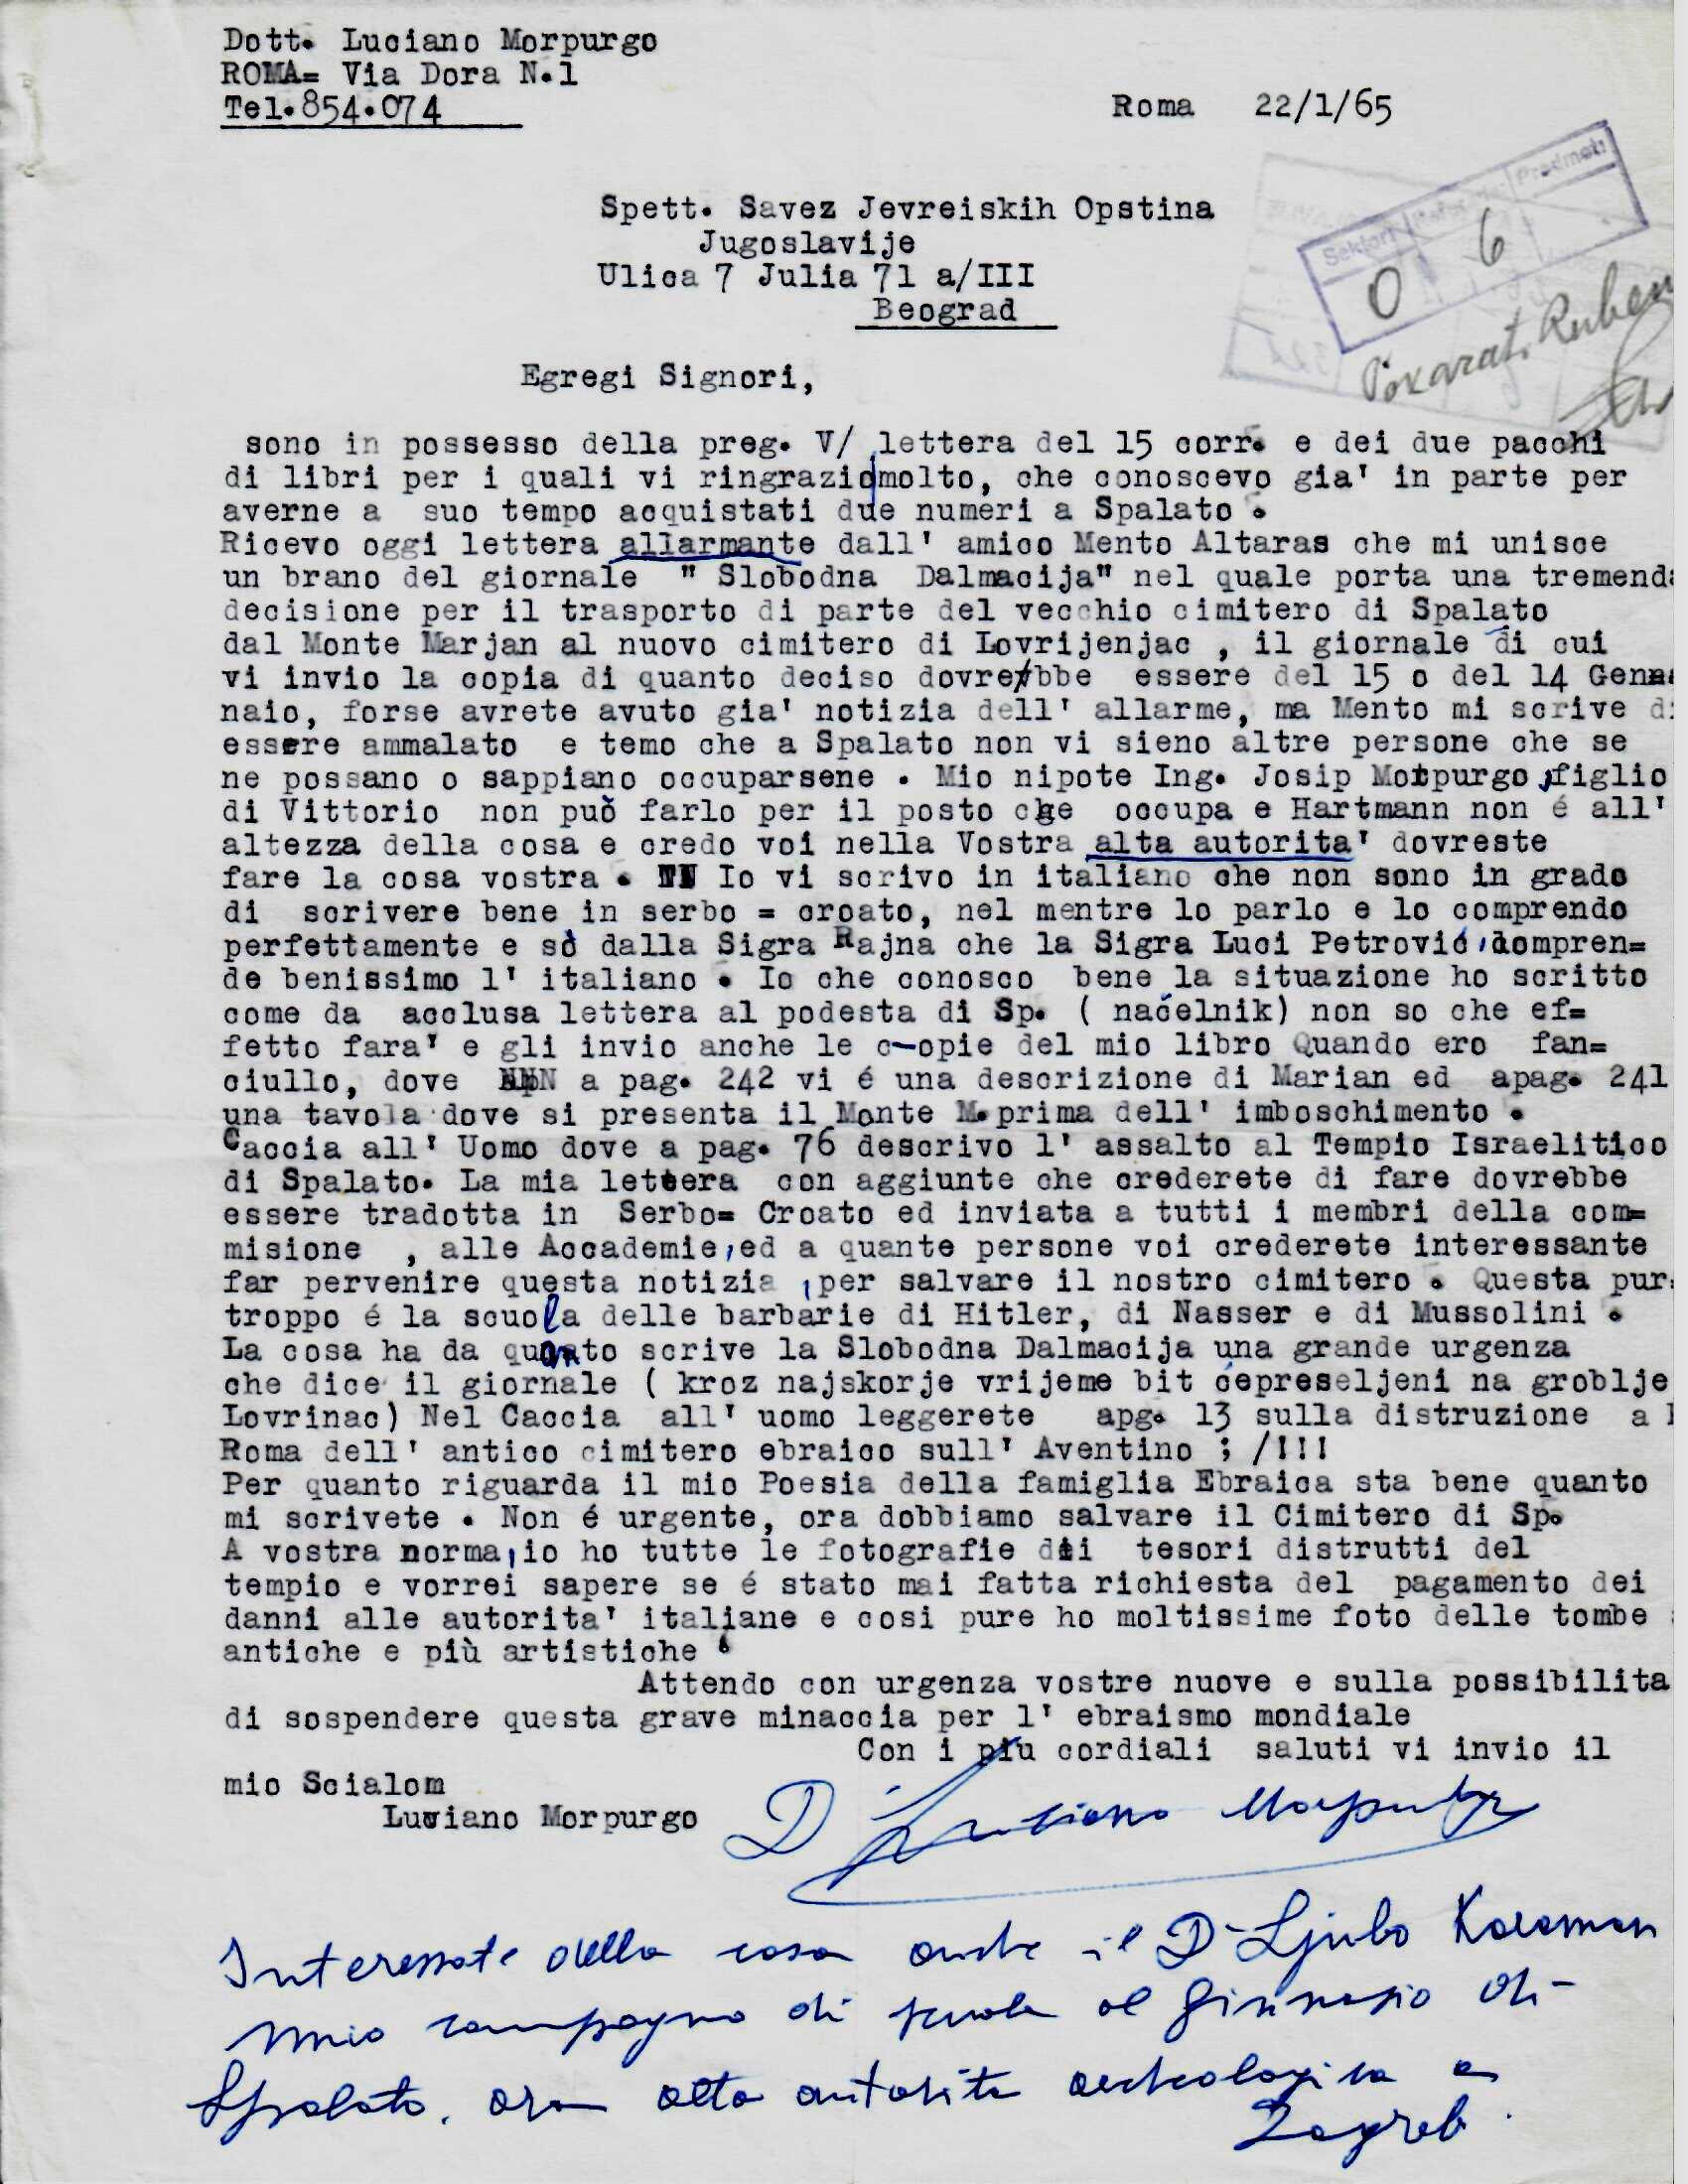 Dott. Luciano Morpurgo
ROMA= Via Dora N.1
Tel.854.074
Roma 22/1/65
Sektori Predmeti
0 6
Ruben
Spett. Savez Jevreiskih Opstina
Jugoslavije
Ulica 7 Julia 71 a/III
Beograd
Egregi Signori,
sono in possesso della preg. V/ lettera del 15 corr. e dei due pacchi
di libri per i quali vi ringrazio molto, che conoscevo gia' in parte per
averne a suo tempo acquistati due numeri a Spalato .
Ricevo oggi lettera allarmante dall' amico Mento Altaras che mi unisce
un brano del giornale " Slobodna Dalmacija" nel quale porta una tremenda
decisione per il trasporto di parte del vecchio cimitero di Spalato
dal Monte Marjan al nuovo cimitero di Lovrijenjac , il giornale di cui
vi invio la copia di quanto deciso dovrebbe essere del 15 o del 14 Gen
naio, forse avrete avuto gia' notizia dell' allarme, ma Mento mi scrive di
essere ammalato e temo che a Spalato non vi sieno altre persone che se
ne possano o sappiano occuparsene . Mio nipote Ing. Josip Morpurgo,figlio
di Vittorio non può farlo per il posto che occupa e Hartmann non é all'
altezza della cosa e credo voi nella Vostra alta autorita' dovreste
fare la cosa vostra . Io vi scrivo in italiano che non sono in grado
di scrivere bene in serbo = croato, nel mentre lo parlo e lo comprendo
perfettamente e sò dalla Sigra Rajna che la Sigra Luci Petrović,compren=
de benissimo l' italiano . Io che conosco bene la situazione ho scritto
come da acclusa lettera al podesta di Sp. ( načelnik) non so che ef=
fetto fara' e gli invio anche le c-opie del mio libro Quando ero fan=
ciullo, dove a pag. 242 vi é una descrizione di Marian ed apag. 241
una tavola dove si presenta il Monte M.prima dell' imboschimento .
Caccia all' Uomo dove a pag. 76 descrivo l' assalto al Tempio Israelitico
di Spalato. La mia lettera con aggiunte che crederete di fare dovrebbe
essere tradotta in Serbo= Croato ed inviata a tutti i membri della com=
misione , alle Accademie,ed a quante persone voi crederete interessante
far pervenire questa notizia ,per salvare il nostro cimitero . Questa pur=
troppo é la scuola delle barbarie di Hitler, di Nasser e di Mussolini .
La cosa ha da quanto scrive la Slobodna Dalmacija una grande urgenza
che dice il giornale ( kroz najskorje vrijeme bit ćepreseljeni na groblje
Lovrinac) Nel Caccia all' uomo leggerete apg. 13 sulla distruzione a
Roma dell' antico cimitero ebraico sull' Aventino ; /!!!
Per quanto riguarda il mio Poesia della famiglia Ebraica sta bene quanto
mi scrivete . Non é urgente, ora dobbiamo salvare il Cimitero di Sp.
A vostra norma,io ho tutte le fotografie dei tesori distrutti del
tempio e vorrei sapere se é stato mai fatta richiesta del pagamento dei
danni alle autorita' italiane e cosi pure ho moltissime foto delle tombe
antiche e più artistiche .
Attendo con urgenza vostre nuove e sulla possibilita
di sospendere questa grave minaccia per l' ebraismo mondiale
Con i piu cordiali saluti vi invio il
mio Scialom
Luciano Morpurgo
D Luciano Morpurgo
Interessate della cosa anche il Dr Ljubo Karaman
mio compagno di scuola al Ginnasio di
Spalato, ora alta autorità archeologica a
Zagreb.